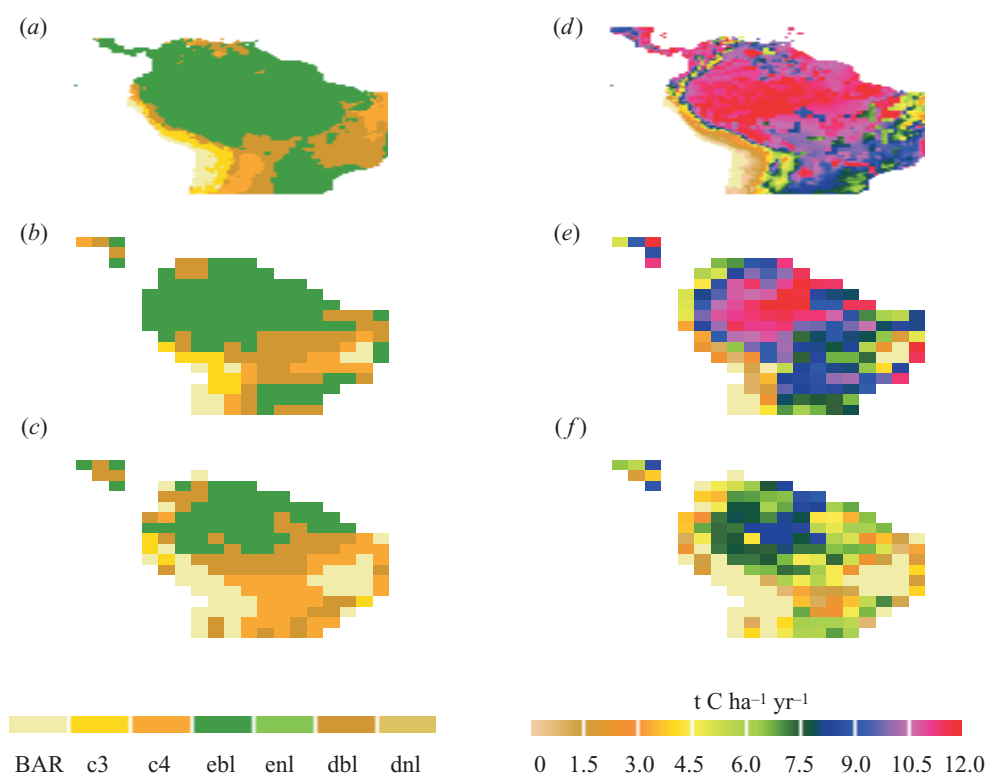 (a)
(d)
(b)
(e)
(c)
(f)
t C ha⁻¹ yr⁻¹
BAR c3 c4 ebl enl dbl dnl
0 1.5 3.0 4.5 6.0 7.5 9.0 10.5 12.0